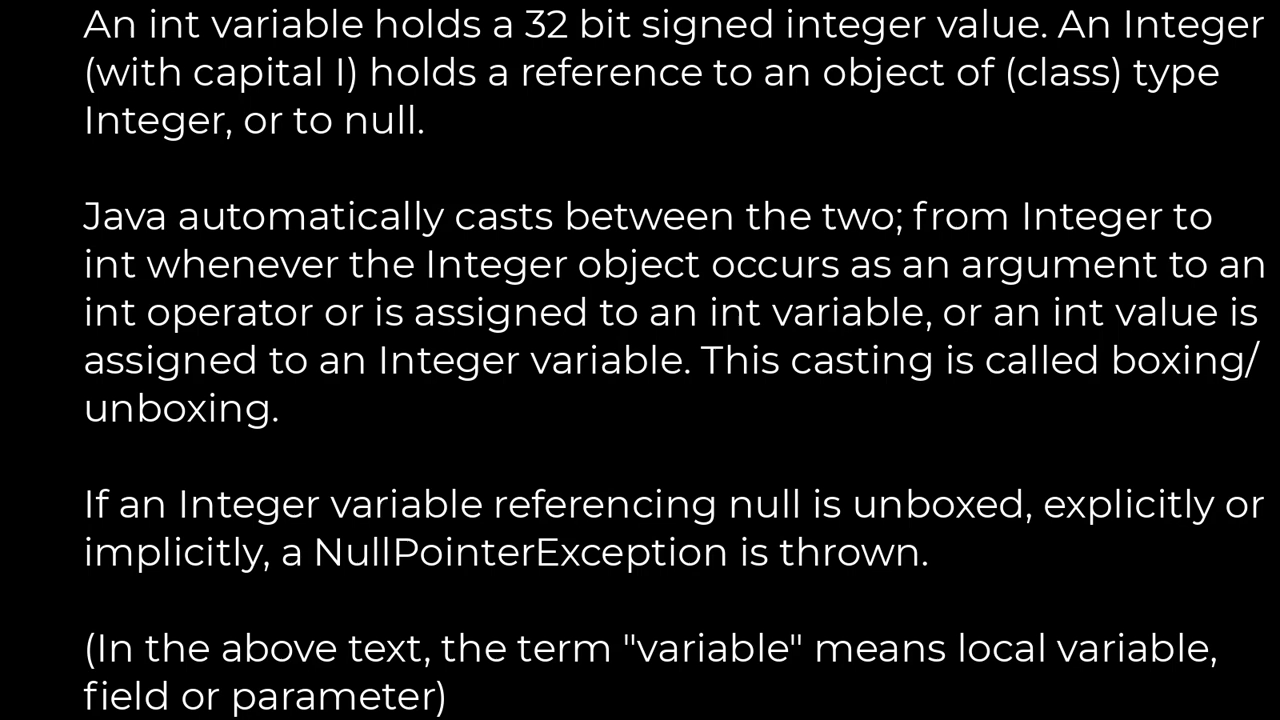 An int variable holds a 32 bit signed integer value. An Integer
(with capital I) holds a reference to an object of (class) type
Integer, or to null.
Java automatically casts between the two; from Integer to
int whenever the Integer object occurs as an argument to an
int operator or is assigned to an int variable, or an int value is
assigned to an Integer variable. This casting is called boxing/
unboxing.
If an Integer variable referencing null is unboxed, explicitly or
implicitly, a NullPointerException is thrown.
(In the above text, the term "variable" means local variable,
field or parameter)